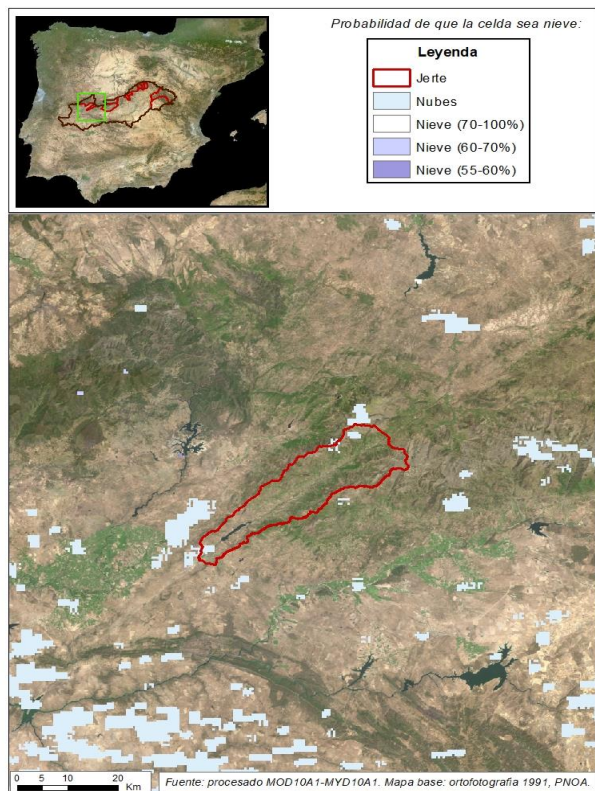 Probabilidad de que la celda sea nieve:
Leyenda
Jerte
Nubes
Nieve (70-100%)
Nieve (60-70%)
Nieve (55-60%)
0 5 10 20
Km
Fuente: procesado MOD10A1-MYD10A1. Mapa base: ortofotografia 1991, PNOA.